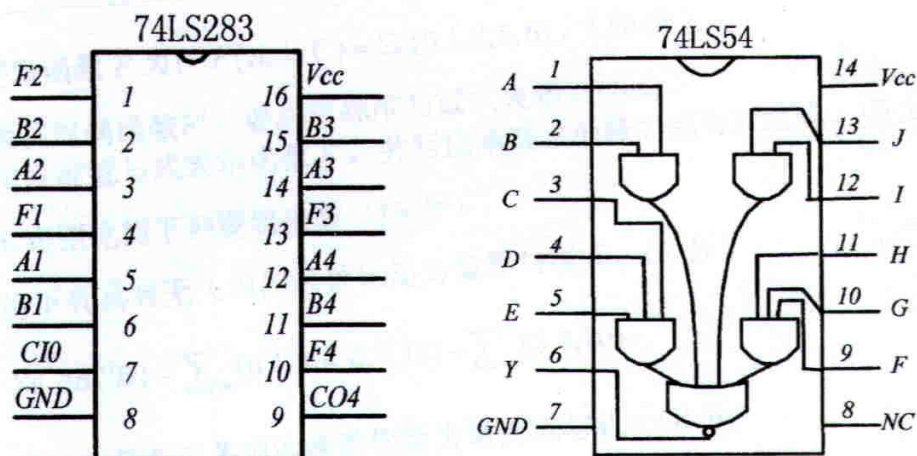 74LS283
F2 1 16 Vcc
B2 2 15 B3
A2 3 14 A3
F1 4 13 F3
A1 5 12 A4
B1 6 11 B4
CI0 7 10 F4
GND 8 9 CO4
74LS54
A 1 14 Vcc
B 2 13 J
C 3 12 I
D 4 11 H
E 5 10 G
Y 6 9 F
GND 7 8 NC